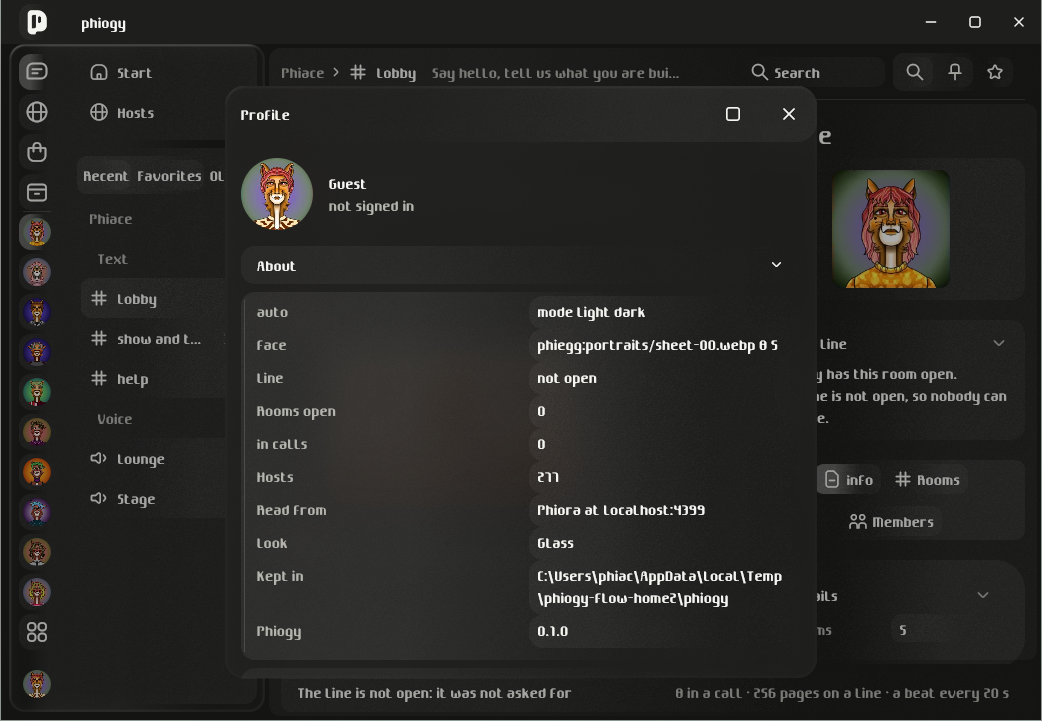 phiogy
Start
Hosts
Recent Favorites OL
Phiace
Text
Lobby
show and t...
help
Voice
Lounge
Stage
Phiace > # Lobby Say hello, tell us what you are bui...
Search
Profile
Guest
not signed in
About
auto mode light dark
Face phiegg:portraits/sheet-00.webp 0 5
Line not open
Rooms open 0
in calls 0
Hosts 277
Read from Phiora at localhost:4399
Look Glass
Kept in C:\Users\phiac\AppData\Local\Temp
\phiogy-flow-home2\phiogy
Phiogy 0.1.0
e
Line
y has this room open.
ne is not open, so nobody can
e.
info
Rooms
Members
ails
ms 5
The line is not open: it was not asked for
0 in a call · 256 pages on a line · a beat every 20 s